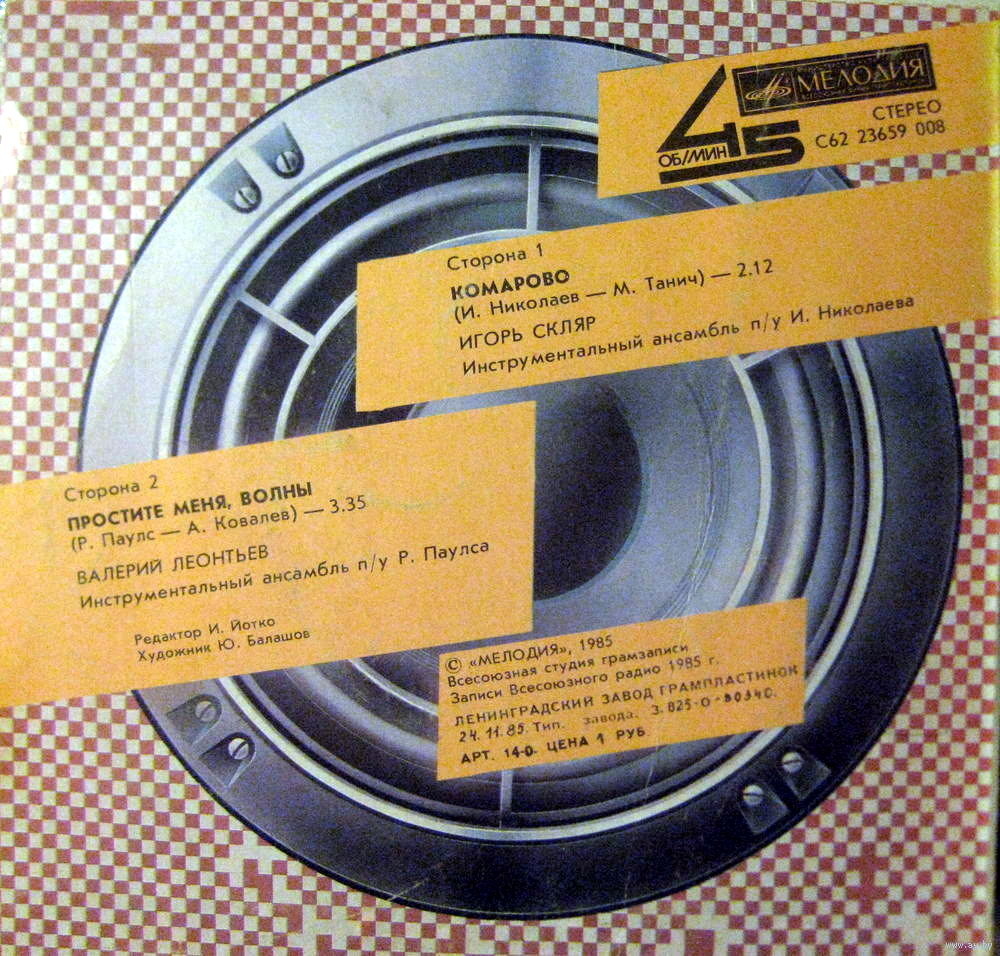 МЕЛОДИЯ
45
ОБ/МИН
СТЕРЕО
С62 23659 008
Сторона 1
КОМАРОВО
(И. Николаев — М. Танич) — 2.12
ИГОРЬ СКЛЯР
Инструментальный ансамбль п/у И. Николаева
Сторона 2
ПРОСТИТЕ МЕНЯ, ВОЛНЫ
(Р. Паулс — А. Ковалев) — 3.35
ВАЛЕРИЙ ЛЕОНТЬЕВ
Инструментальный ансамбль п/у Р. Паулса
Редактор И. Йотко
Художник Ю. Балашов
© «МЕЛОДИЯ», 1985
Всесоюзная студия грамзаписи
Записи Всесоюзного радио 1985 г.
ЛЕНИНГРАДСКИЙ ЗАВОД ГРАМПЛАСТИНОК
24.11.85. Тип. завода. З. 825-0-80340.
АРТ. 14-0. ЦЕНА 1 РУБ.
www.ay.by